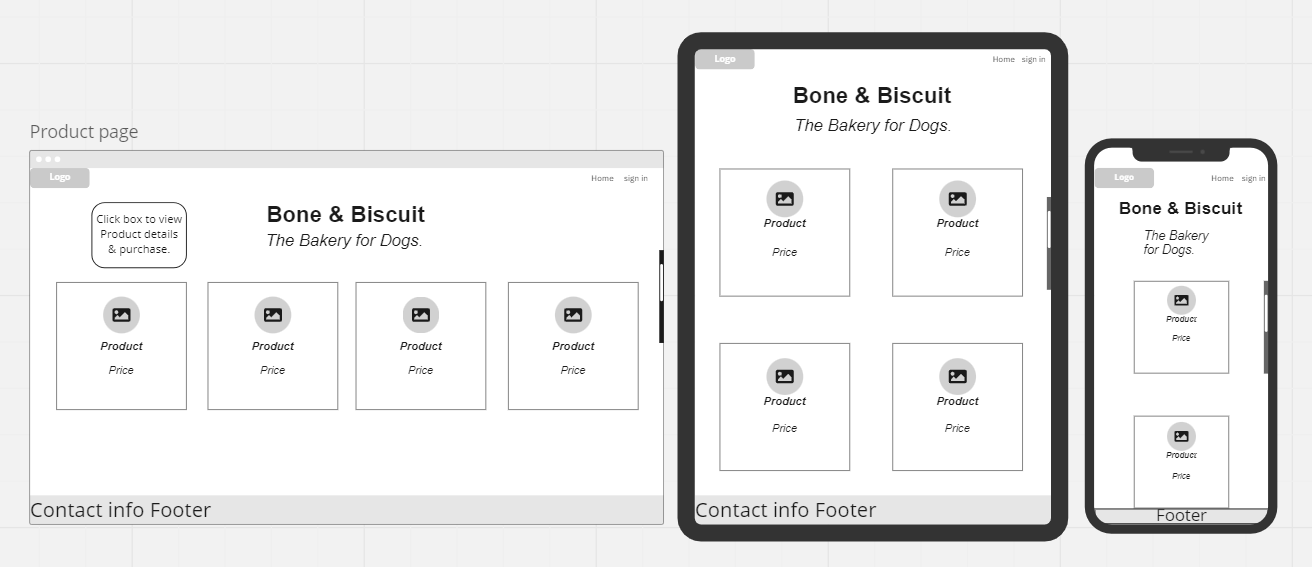 Product page
Logo
Home sign in
Click box to view
Product details
& purchase.
Bone & Biscuit
The Bakery for Dogs.
Product Product Product Product
Price Price Price Price
Contact info Footer
Logo
Home sign in
Bone & Biscuit
The Bakery for Dogs.
Product Product
Price Price
Product Product
Price Price
Contact info Footer
Logo
Home sign in
Bone & Biscuit
The Bakery
for Dogs.
Product
Price
Product
Price
Footer